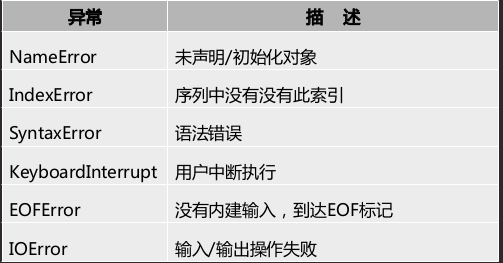 异常 描 述
NameError 未声明/初始化对象
IndexError 序列中没有没有此索引
SyntaxError 语法错误
KeyboardInterrupt 用户中断执行
EOFError 没有内建输入，到达EOF标记
IOError 输入/输出操作失败